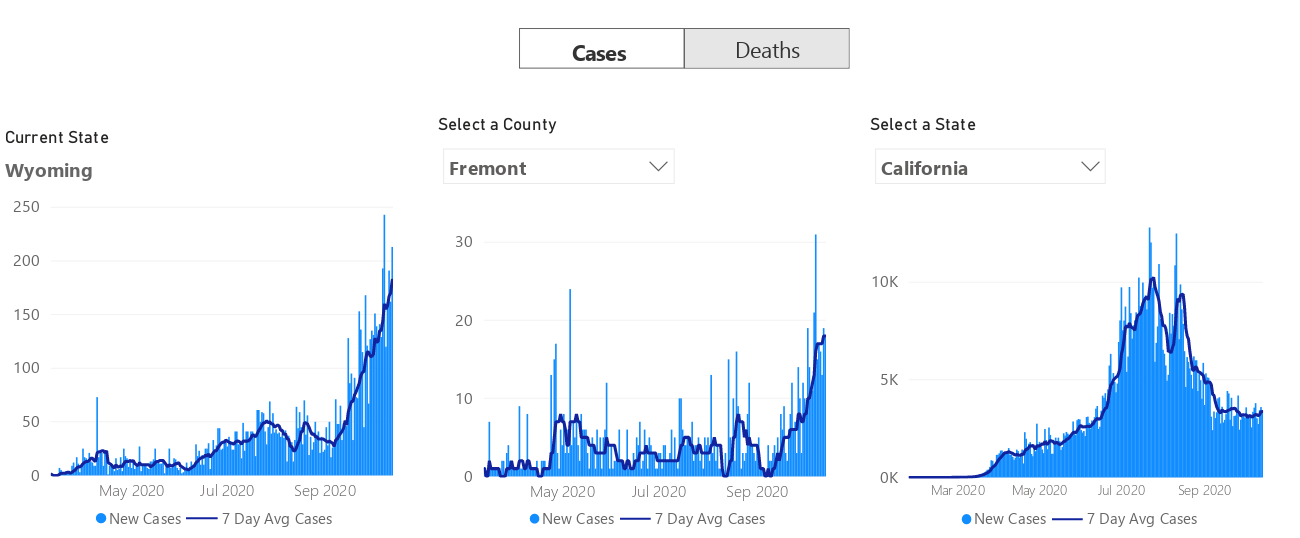 Cases Deaths
Current State
Wyoming
250
200
150
100
50
0
May 2020 Jul 2020 Sep 2020
New Cases 7 Day Avg Cases
Select a County
Fremont
30
20
10
0
May 2020 Jul 2020 Sep 2020
New Cases 7 Day Avg Cases
Select a State
California
10K
5K
0K
Mar 2020 May 2020 Jul 2020 Sep 2020
New Cases 7 Day Avg Cases